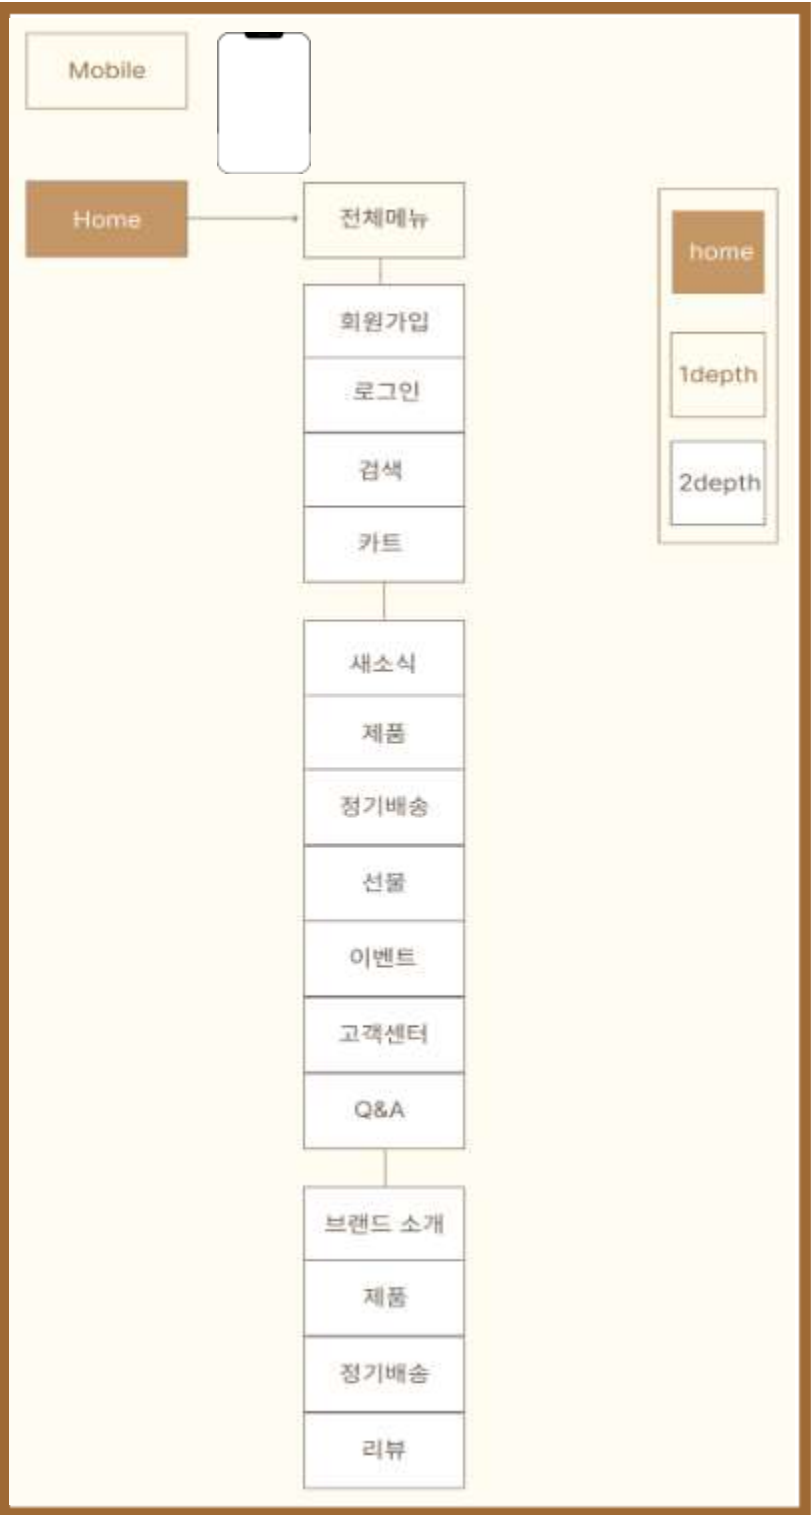 Mobile
Home
전체메뉴
회원가입
로그인
검색
카트
새소식
제품
정기배송
선물
이벤트
고객센터
Q&A
브랜드 소개
제품
정기배송
리뷰
home
1depth
2depth